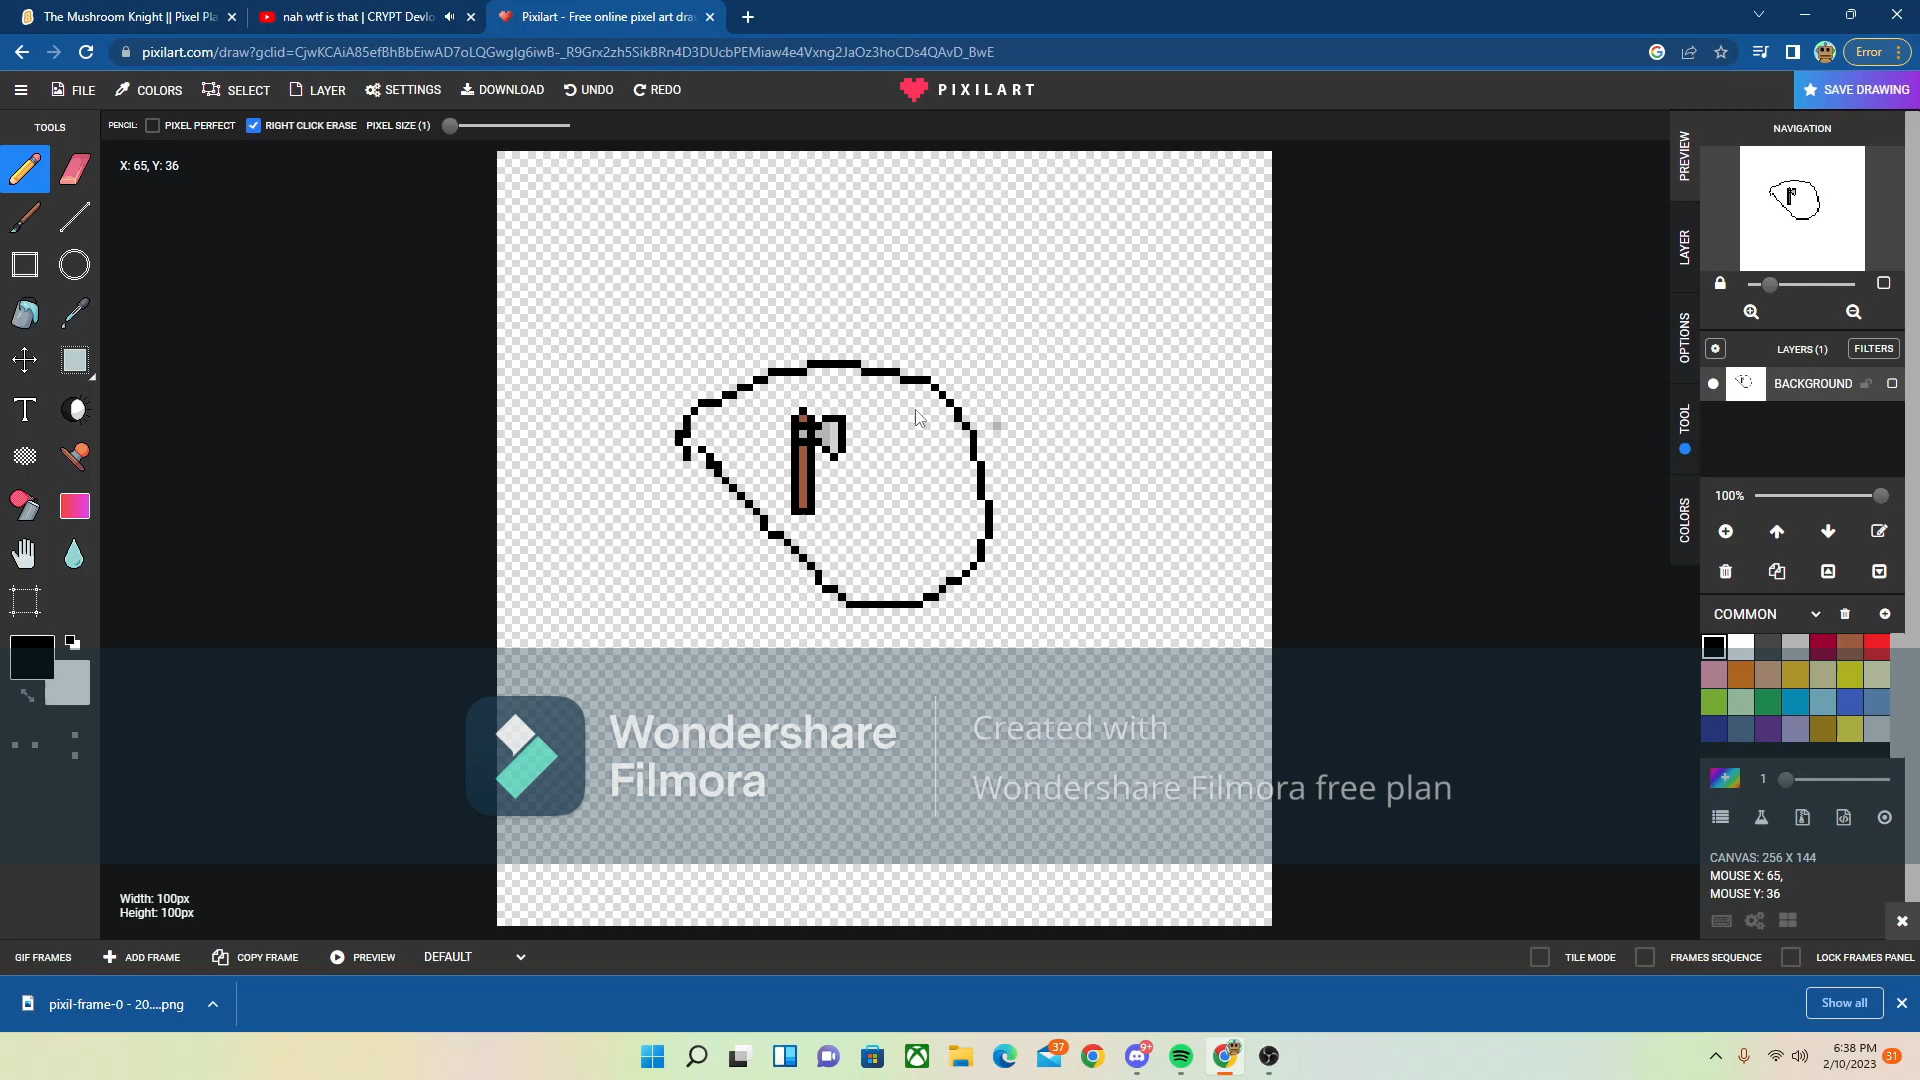 The Mushroom Knight || Pixel Pla
nah wtf is that | CRYPT Devlo
Pixilart - Free online pixel art dra
pixilart.com/draw?gclid=CjwKCAiA85efBhBbEiwAD7oLQGwgIg6iwB-_R9Grx2zh5SikBRn4D3DUcbPEMiaw4e4Vxng2JaOz3hoCDs4QAvD_BwE
Error
FILE COLORS SELECT LAYER SETTINGS DOWNLOAD UNDO REDO
PIXILART
SAVE DRAWING
TOOLS
PENCIL: PIXEL PERFECT RIGHT CLICK ERASE PIXEL SIZE (1)
X: 65, Y: 36
PREVIEW
LAYER
OPTIONS
TOOL
COLORS
NAVIGATION
LAYERS (1) FILTERS
BACKGROUND
100%
COMMON
1
CANVAS: 256 X 144
MOUSE X: 65,
MOUSE Y: 36
Wondershare
Filmora
Created with
Wondershare Filmora free plan
Width: 100px
Height: 100px
GIF FRAMES ADD FRAME COPY FRAME PREVIEW DEFAULT
TILE MODE FRAMES SEQUENCE LOCK FRAMES PANEL
pixil-frame-0 - 20....png
Show all
37
9+
6:38 PM
2/10/2023
31